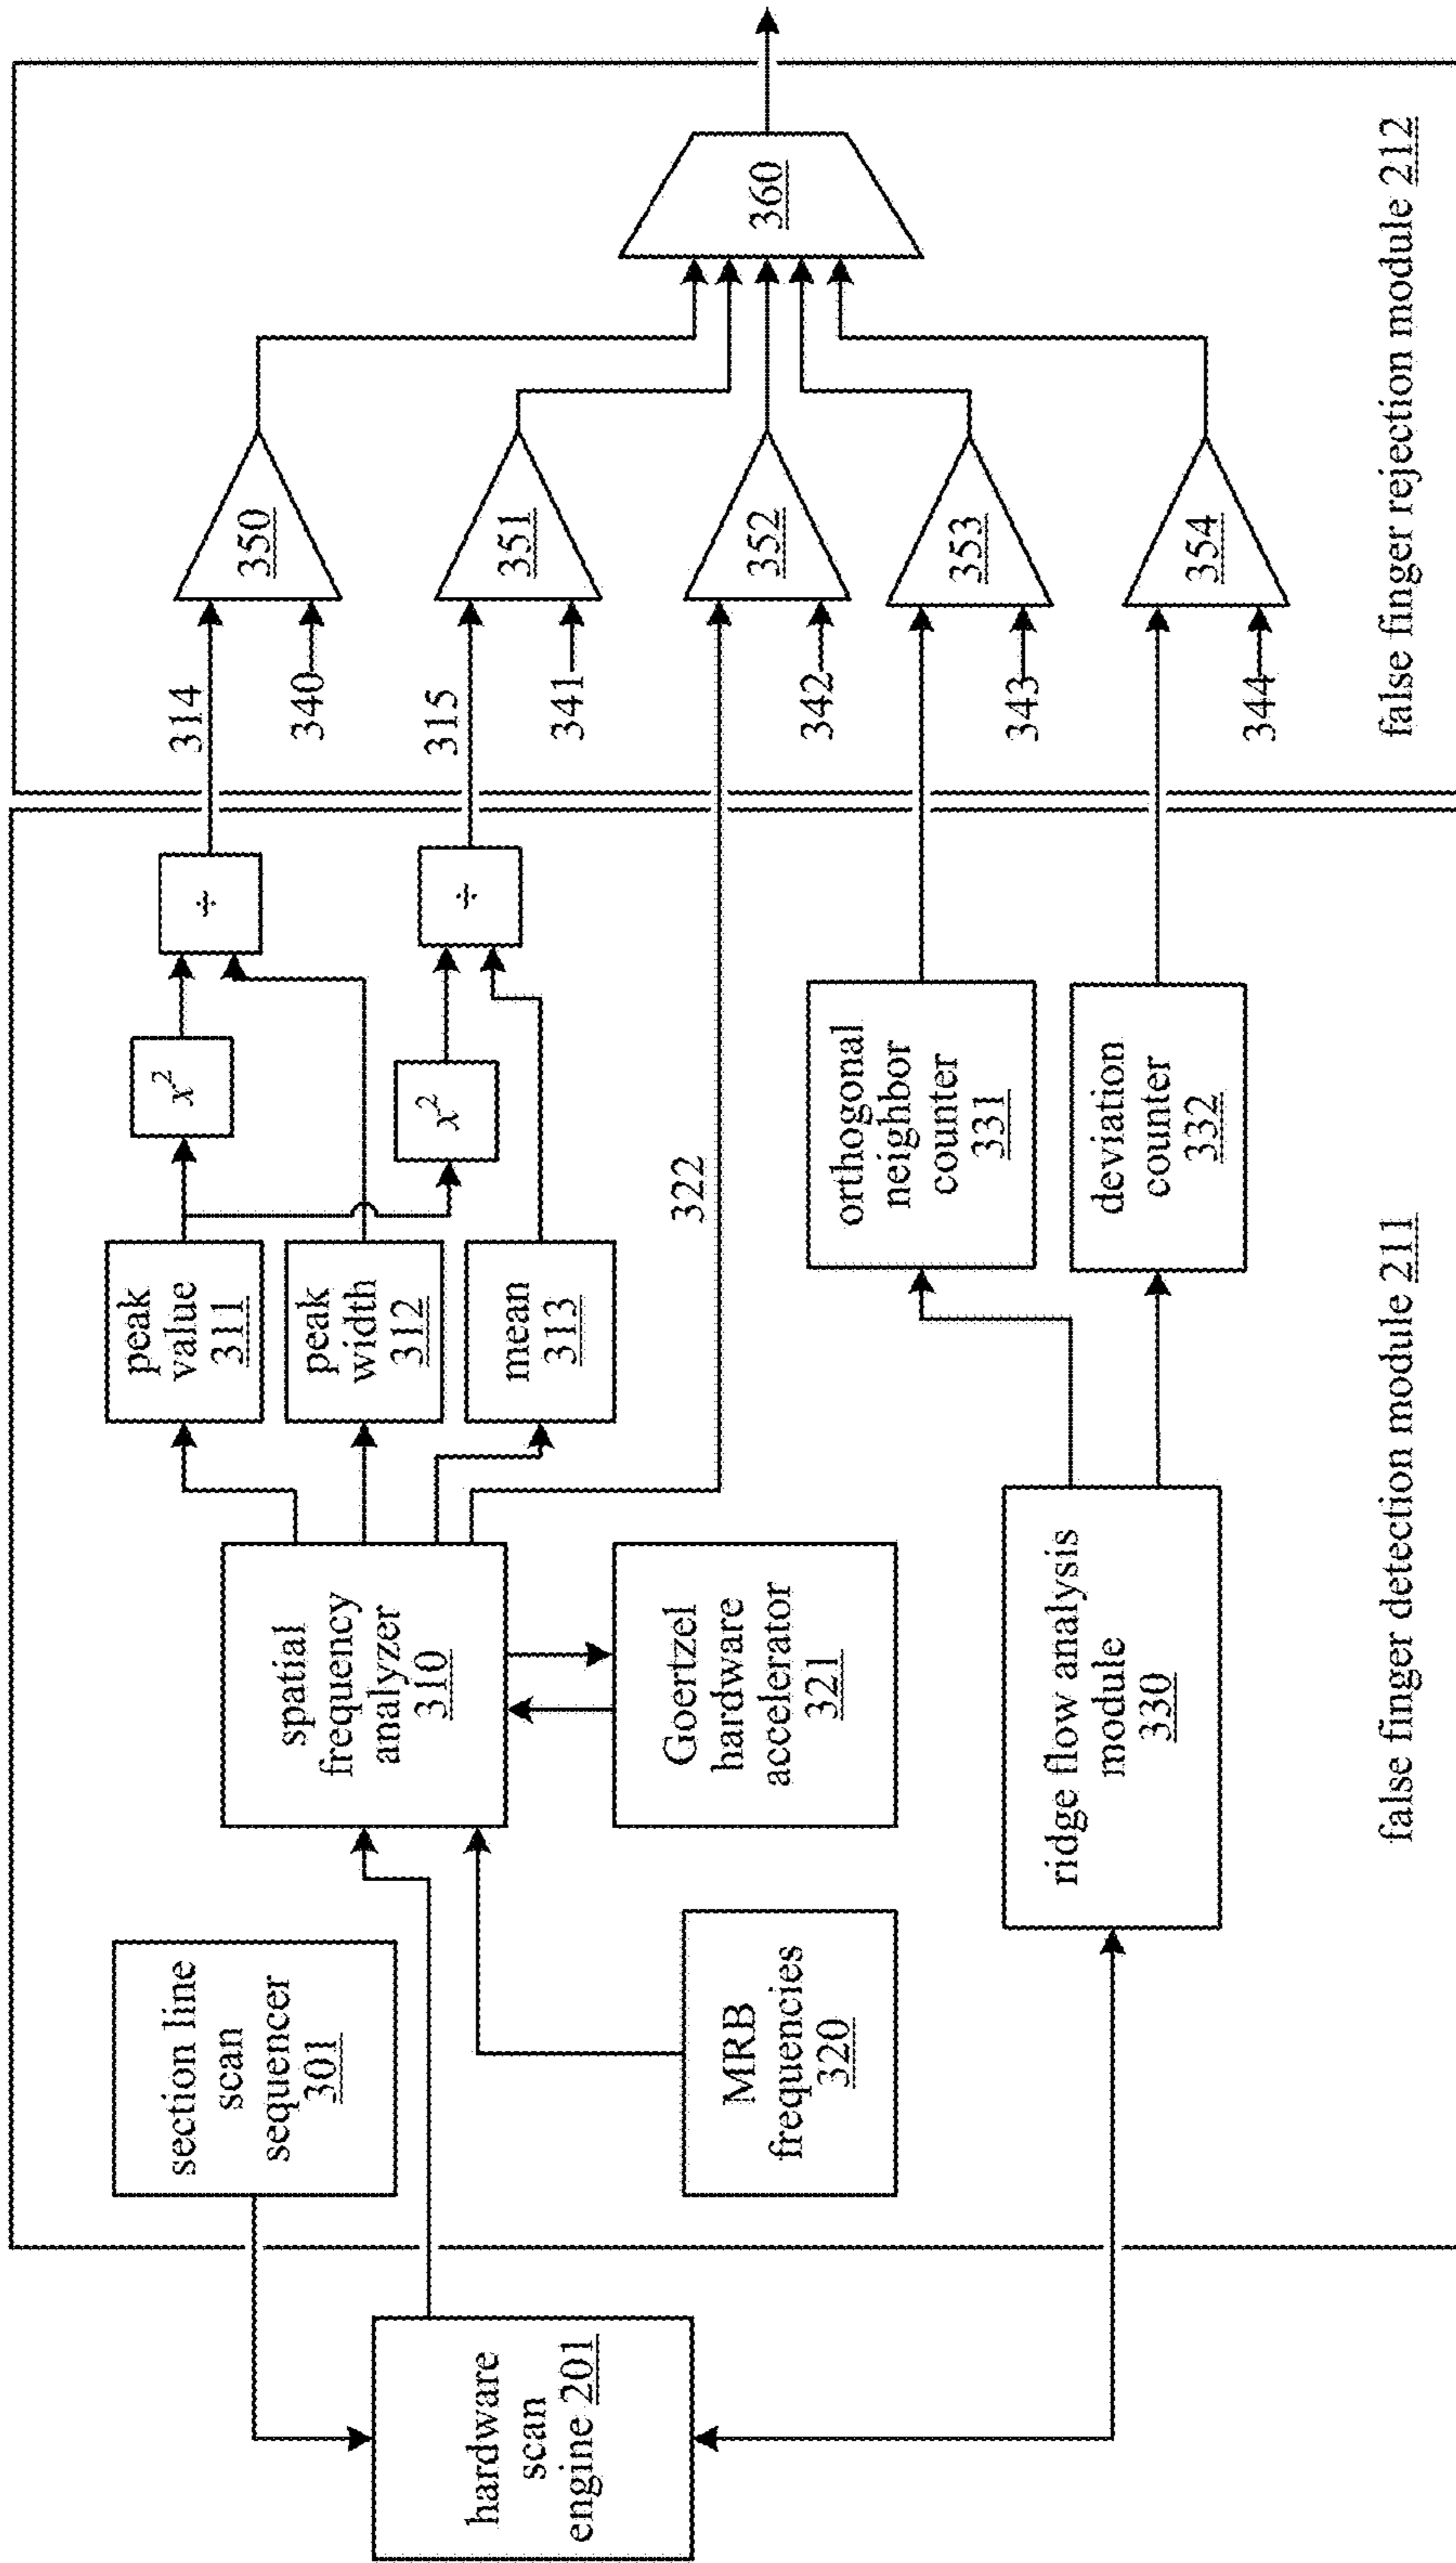 section line
scan
sequencer
301
hardware
scan
engine 201
spatial
frequency
analyzer
310
MRB
frequencies
320
Goertzel
hardware
accelerator
321
ridge flow analysis
module
330
peak
value
311
peak
width
312
mean
313
x²
x²
÷
÷
322
orthogonal
neighbor
counter
331
deviation
counter
332
false finger detection module 211
314
340
350
315
341
351
342
352
343
353
344
354
360
false finger rejection module 212